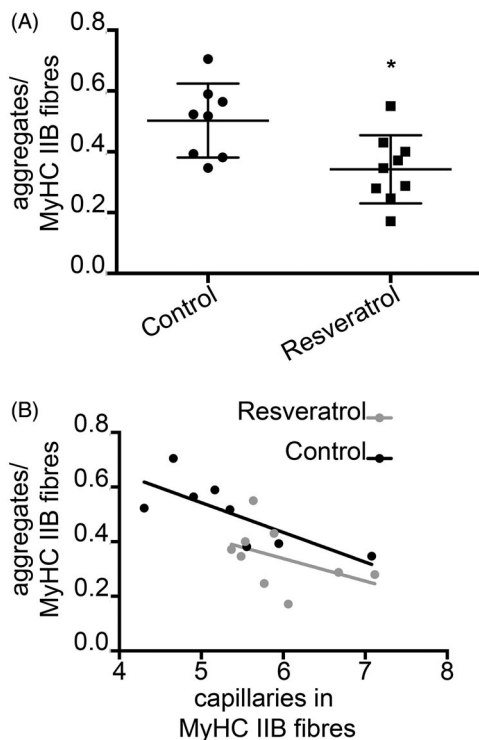 (A)
0.8
0.6
0.4
0.2
0.0
aggregates/
MyHC IIB fibres
*
Control
Resveratrol
(B)
Resveratrol
Control
0.8
0.6
0.4
0.2
0.0
aggregates/
MyHC IIB fibres
4 5 6 7 8
capillaries in
MyHC IIB fibres